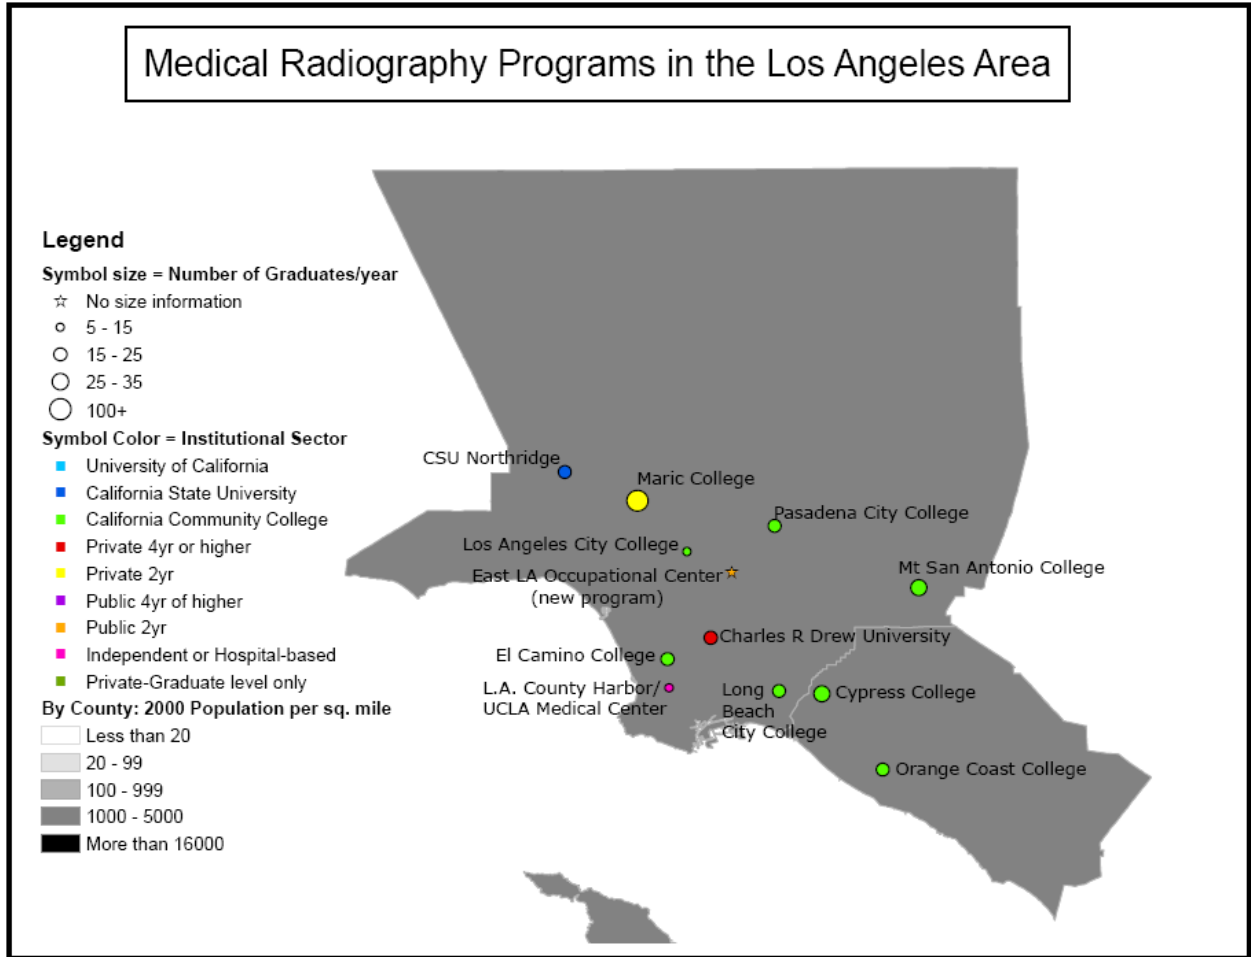 Medical Radiography Programs in the Los Angeles Area
Legend
Symbol size = Number of Graduates/year
No size information
5 - 15
15 - 25
25 - 35
100+
Symbol Color = Institutional Sector
University of California
California State University
California Community College
Private 4yr or higher
Private 2yr
Public 4yr of higher
Public 2yr
Independent or Hospital-based
Private-Graduate level only
By County: 2000 Population per sq. mile
Less than 20
20 - 99
100 - 999
1000 - 5000
More than 16000
CSU Northridge
Maric College
Pasadena City College
Los Angeles City College
East LA Occupational Center
(new program)
Mt San Antonio College
Charles R Drew University
El Camino College
L.A. County Harbor/
UCLA Medical Center
Long
Beach
City College
Cypress College
Orange Coast College